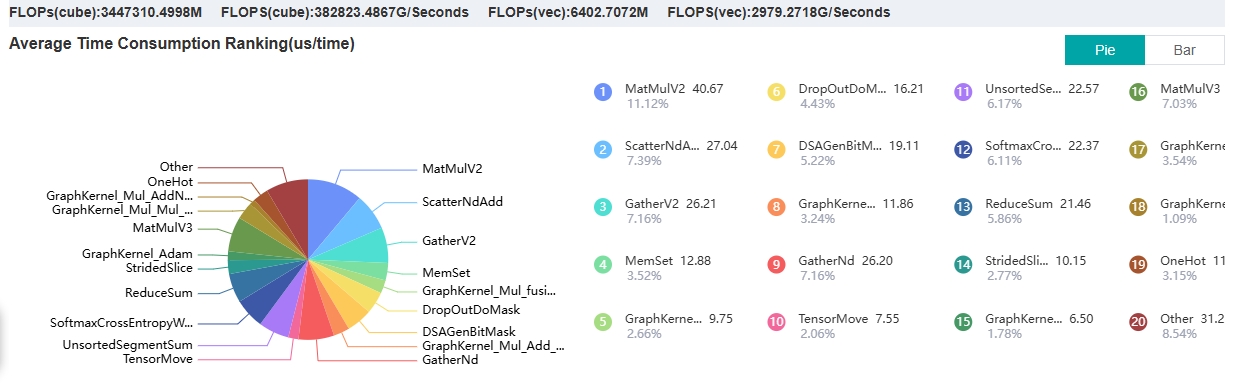 FLOPs(cube):3447310.4998M FLOPs(cube):382823.4867G/Seconds FLOPs(vec):6402.7072M FLOPS(vec):2979.2718G/Seconds
Average Time Consumption Ranking(us/time)
Pie Bar
Other
OneHot
GraphKernel_Mul_AddN...
GraphKernel_Mul_Mul_...
MatMulV3
GraphKernel_Adam
StridedSlice
ReduceSum
SoftmaxCrossEntropyW...
UnsortedSegmentSum
TensorMove
MatMulV2
ScatterNdAdd
GatherV2
MemSet
GraphKernel_Mul_fusi...
DropOutDoMask
DSAGenBitMask
GraphKernel_Mul_Add_...
GatherNd
1 MatMulV2 40.67
11.12%
2 ScatterNdA... 27.04
7.39%
3 GatherV2 26.21
7.16%
4 MemSet 12.88
3.52%
5 GraphKerne... 9.75
2.66%
6 DropOutDoM... 16.21
4.43%
7 DSAGenBitM... 19.11
5.22%
8 GraphKerne... 11.86
3.24%
9 GatherNd 26.20
7.16%
10 TensorMove 7.55
2.06%
11 UnsortedSe... 22.57
6.17%
12 SoftmaxCro... 22.37
6.11%
13 ReduceSum 21.46
5.86%
14 StridedSli... 10.15
2.77%
15 GraphKerne... 6.50
1.78%
16 MatMulV3
7.03%
17 GraphKerne
3.54%
18 GraphKerne
1.09%
19 OneHot 11
3.15%
20 Other 31.2
8.54%